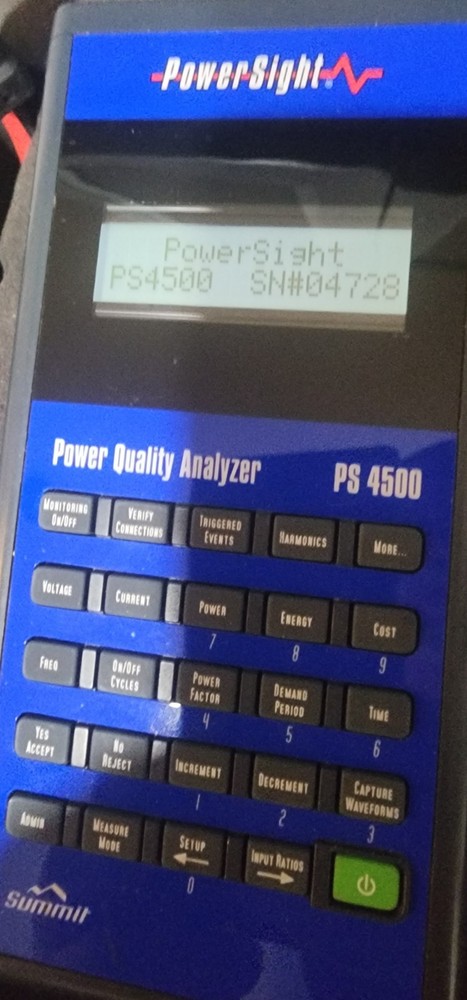 PowerSight®
PowerSight
PS4500 SN#04728
Power Quality Analyzer PS 4500
MONITORING ON/OFF
VERIFY CONNECTIONS
TRIGGERED EVENTS
HARMONICS
MORE...
VOLTAGE
CURRENT
POWER
ENERGY
COST
7 8 9
FREQ
ON/OFF CYCLES
POWER FACTOR
DEMAND PERIOD
TIME
4 5 6
YES ACCEPT
NO REJECT
INCREMENT
DECREMENT
CAPTURE WAVEFORMS
1 2 3
ADMIN
MEASURE MODE
SETUP
INPUT RATIOS
0
summit